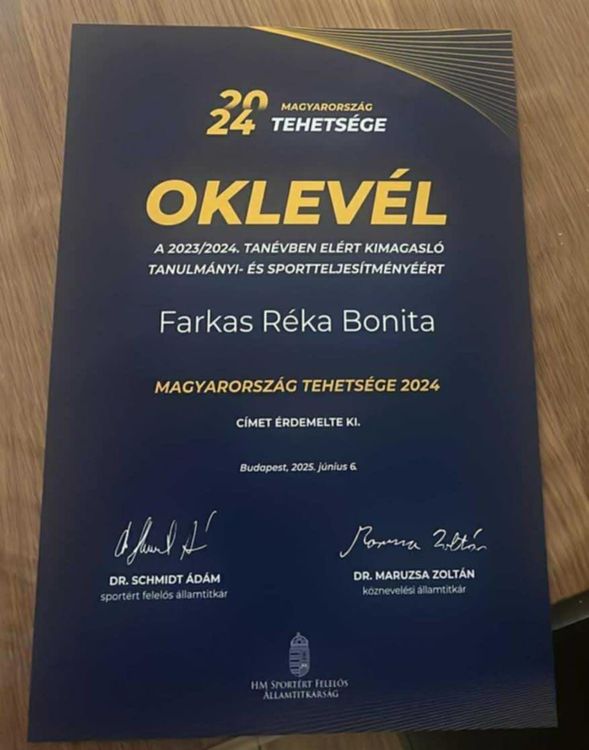 2024
MAGYARORSZÁG
TEHETSÉGE
OKLEVÉL
A 2023/2024. TANÉVBEN ELÉRT KIMAGASLÓ
TANULMÁNYI- ÉS SPORTTELJESÍTMÉNYÉÉRT
Farkas Réka Bonita
MAGYARORSZÁG TEHETSÉGE 2024
CÍMET ÉRDEMELTE KI.
Budapest, 2025. június 6.
Maruzsa Zoltán
DR. SCHMIDT ÁDÁM
sportért felelős államtitkár
DR. MARUZSA ZOLTÁN
köznevelési államtitkár
HM SPORTÉRT FELELŐS
ÁLLAMTITKÁRSÁG